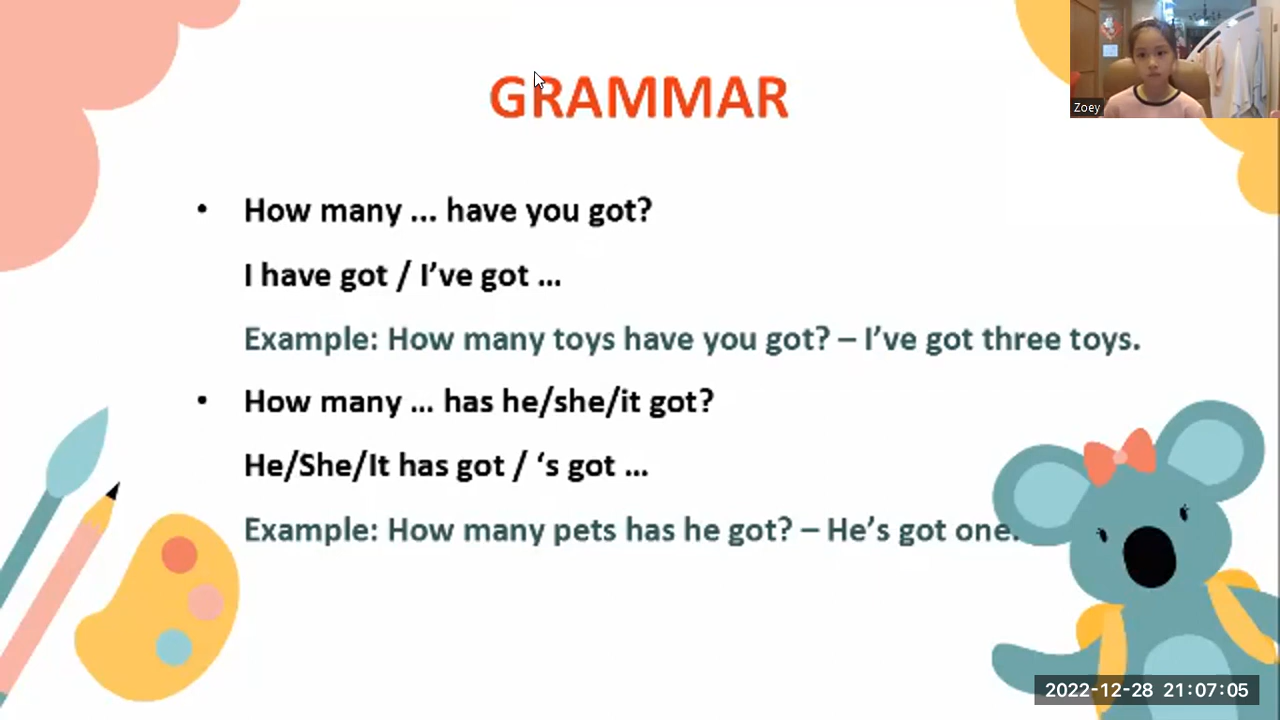 GRAMMAR
Zoey
• How many ... have you got?
I have got / I’ve got ...
Example: How many toys have you got? – I’ve got three toys.
• How many ... has he/she/it got?
He/She/It has got / ‘s got ...
Example: How many pets has he got? – He’s got one.
2022-12-28 21:07:05